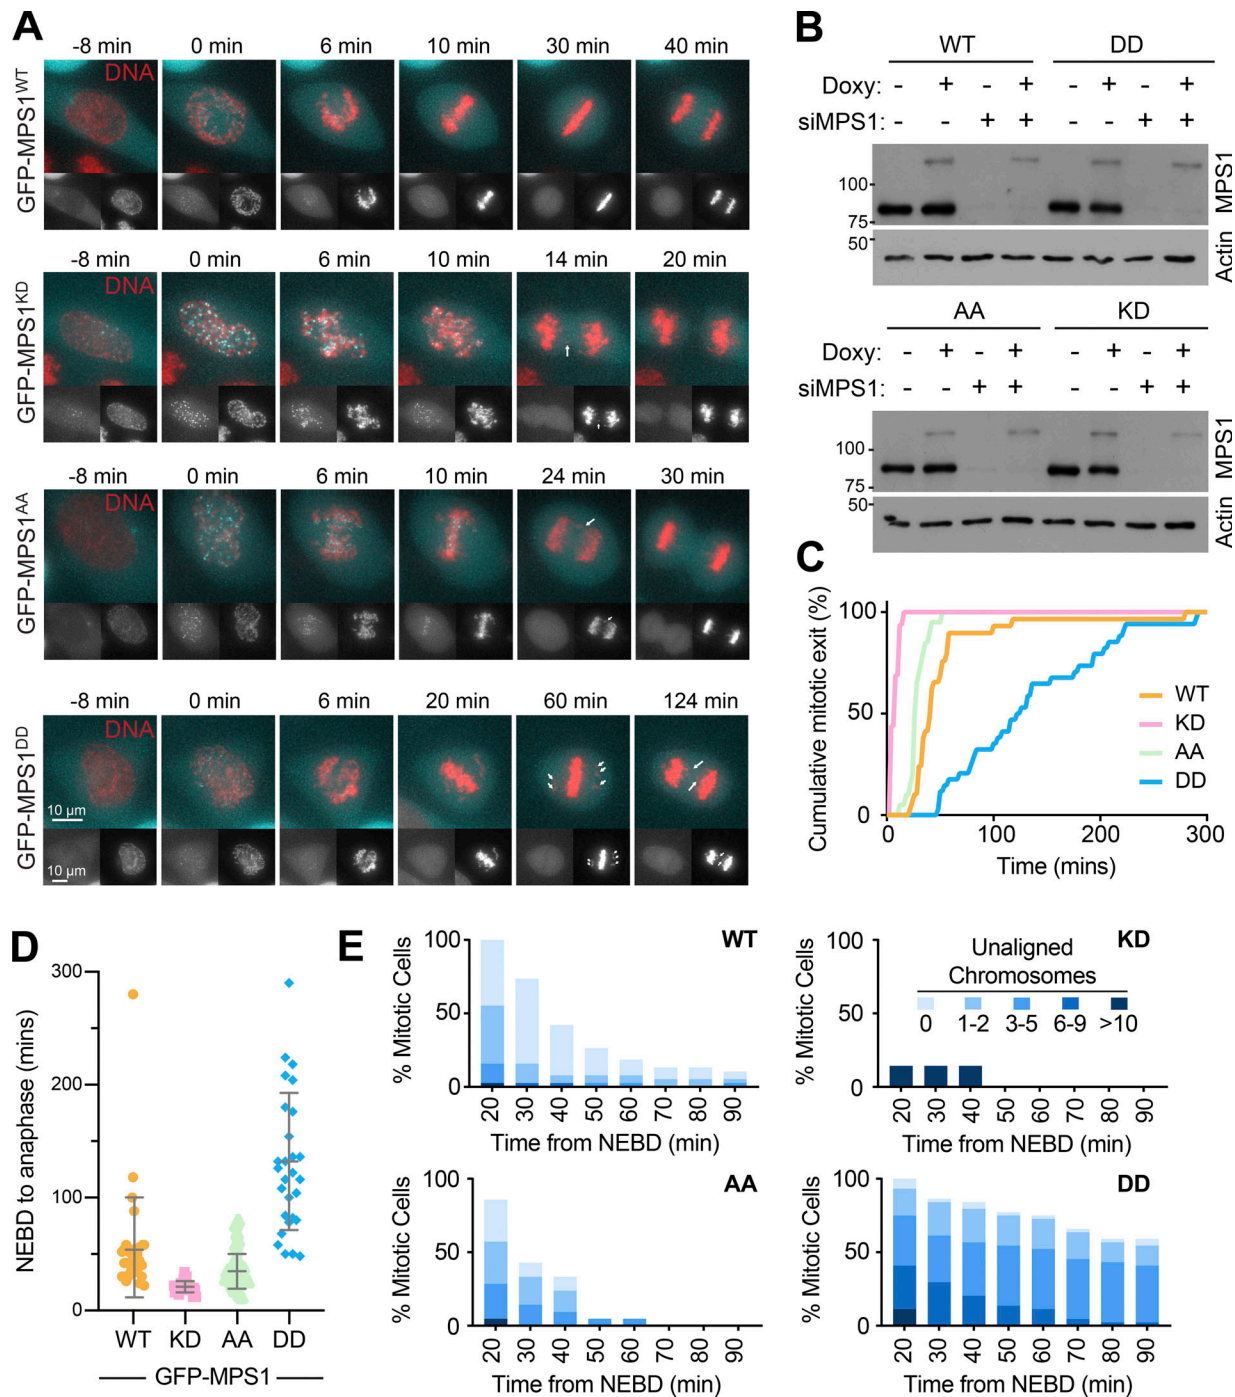 A
-8 min 0 min 6 min 10 min 30 min 40 min
DNA
GFP-MPS1WT
-8 min 0 min 6 min 10 min 14 min 20 min
DNA
GFP-MPS1KD
-8 min 0 min 6 min 10 min 24 min 30 min
DNA
GFP-MPS1AA
-8 min 0 min 6 min 20 min 60 min 124 min
DNA
GFP-MPS1DD
10 µm
10 µm
B
WT DD
Doxy: - + - + - + - +
siMPS1: - - + + - - + +
100
75
MPS1
50
Actin
AA KD
Doxy: - + - + - + - +
siMPS1: - - + + - - + +
100
75
MPS1
50
Actin
C
Cumulative mitotic exit (%)
100
50
0
0 100 200 300
Time (mins)
WT
KD
AA
DD
D
NEBD to anaphase (mins)
300
200
100
0
WT KD AA DD
GFP-MPS1
E
WT
% Mitotic Cells
100
50
0
20 30 40 50 60 70 80 90
Time from NEBD (min)
KD
Unaligned
Chromosomes
0 1-2 3-5 6-9 >10
% Mitotic Cells
100
50
0
20 30 40 50 60 70 80 90
Time from NEBD (min)
AA
% Mitotic Cells
100
50
0
20 30 40 50 60 70 80 90
Time from NEBD (min)
DD
% Mitotic Cells
100
50
0
20 30 40 50 60 70 80 90
Time from NEBD (min)